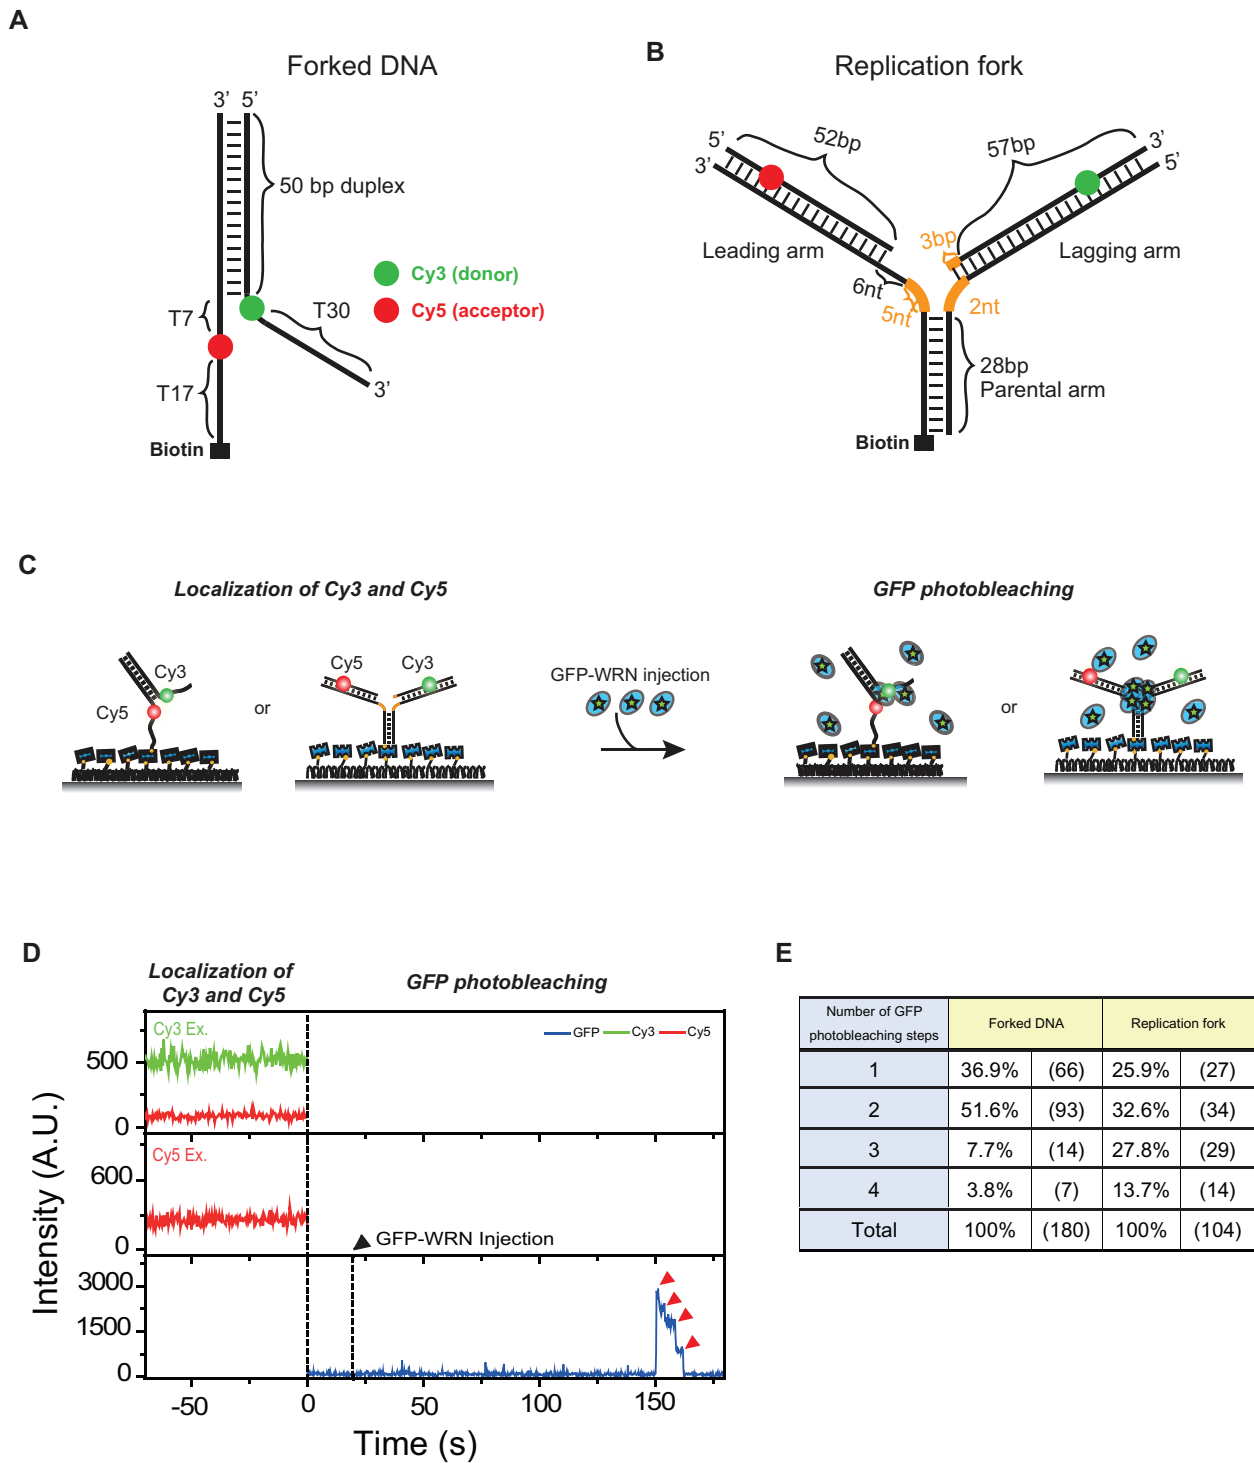 A
Forked DNA
3’ 5’
50 bp duplex
Cy3 (donor)
Cy5 (acceptor)
T7
T30
T17
3’
Biotin
B
Replication fork
5’
3’
52bp
57bp
3’
5’
Leading arm
3bp
Lagging arm
6nt
5nt
2nt
28bp
Parental arm
Biotin
C
Localization of Cy3 and Cy5
GFP photobleaching
Cy3
Cy5
or
Cy5
Cy3
GFP-WRN injection
or
D
Localization of
Cy3 and Cy5
GFP photobleaching
Cy3 Ex.
GFP Cy3 Cy5
500
0
Cy5 Ex.
600
0
GFP-WRN Injection
3000
1500
0
Intensity (A.U.)
-50 0 50 100 150
Time (s)
E
Number of GFP
photobleaching steps
Forked DNA
Replication fork
1 36.9% (66) 25.9% (27)
2 51.6% (93) 32.6% (34)
3 7.7% (14) 27.8% (29)
4 3.8% (7) 13.7% (14)
Total 100% (180) 100% (104)